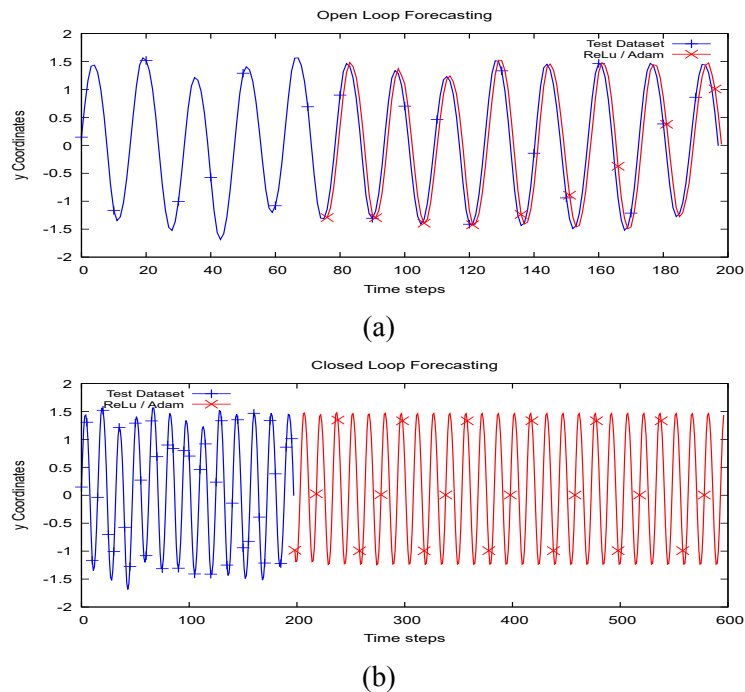 Open Loop Forecasting
2
1.5
1
0.5
0
-0.5
-1
-1.5
-2
y Coordinates
Test Dataset
ReLu / Adam
0 20 40 60 80 100 120 140 160 180 200
Time steps
(a)
Closed Loop Forecasting
2
1.5
1
0.5
0
-0.5
-1
-1.5
-2
y Coordinates
Test Dataset
ReLu / Adam
0 100 200 300 400 500 600
Time steps
(b)